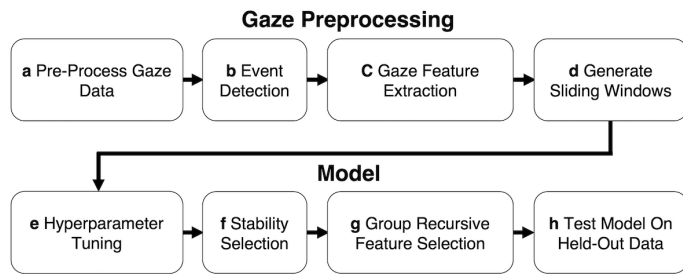 Gaze Preprocessing
a Pre-Process Gaze
Data
b Event
Detection
C Gaze Feature
Extraction
d Generate
Sliding Windows
Model
e Hyperparameter
Tuning
f Stability
Selection
g Group Recursive
Feature Selection
h Test Model On
Held-Out Data